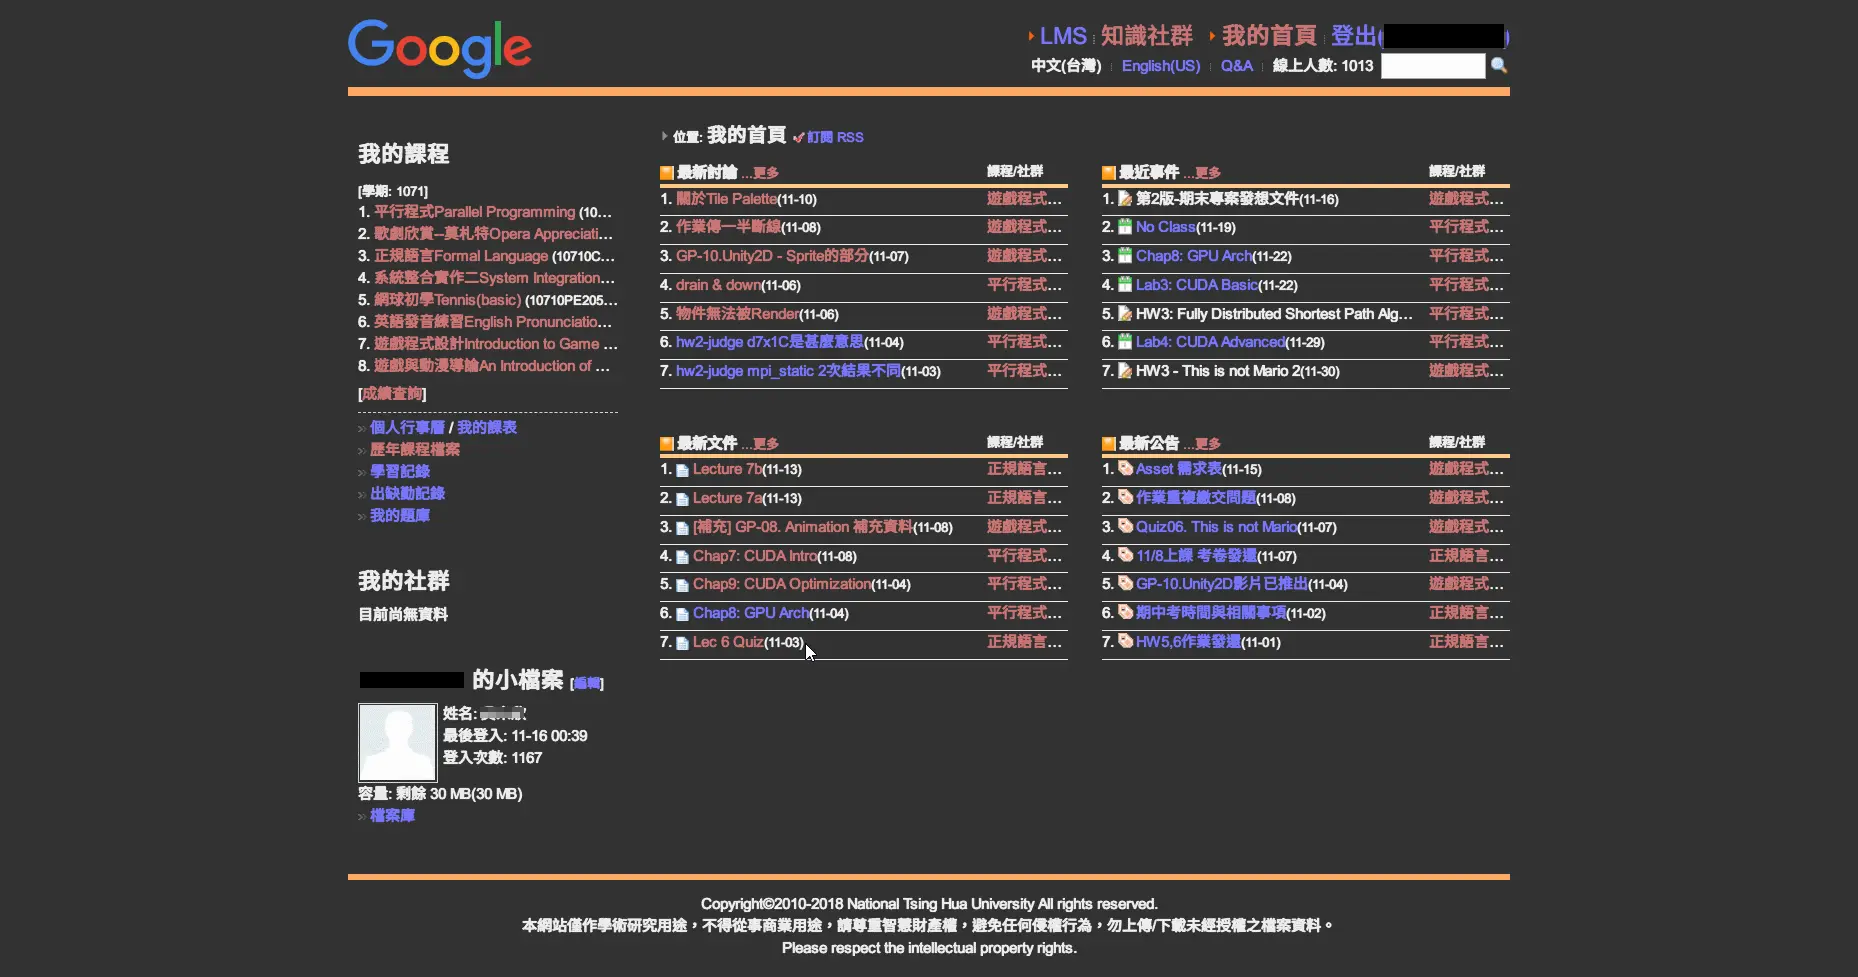 Google
LMS 知識社群 我的首頁 登出(
中文(台灣) English(US) Q&A 線上人數: 1013
我的課程
[學期: 1071]
1. 平行程式Parallel Programming (10...
2. 歌劇欣賞--莫札特Opera Appreciati...
3. 正規語言Formal Language (10710C...
4. 系統整合實作二System Integration...
5. 網球初學Tennis(basic) (10710PE205...
6. 英語發音練習English Pronunciatio...
7. 遊戲程式設計Introduction to Game ...
8. 遊戲與動漫導論An Introduction of ...
[成績查詢]
個人行事曆 / 我的課表
歷年課程檔案
學習記錄
出缺勤記錄
我的題庫
我的社群
目前尚無資料
的小檔案 [編輯]
姓名:
最後登入: 11-16 00:39
登入次數: 1167
容量: 剩餘 30 MB(30 MB)
檔案庫
位置: 我的首頁 訂閱 RSS
最新討論 ...更多 課程/社群
1. 關於Tile Palette(11-10) 遊戲程式...
2. 作業傳一半斷線(11-08) 遊戲程式...
3. GP-10.Unity2D - Sprite的部分(11-07) 遊戲程式...
4. drain & down(11-06) 平行程式...
5. 物件無法被Render(11-06) 遊戲程式...
6. hw2-judge d7x1C是甚麼意思(11-04) 平行程式...
7. hw2-judge mpi_static 2次結果不同(11-03) 平行程式...
最近事件 ...更多 課程/社群
1. 第2版-期末專案發想文件(11-16) 遊戲程式...
2. No Class(11-19) 平行程式...
3. Chap8: GPU Arch(11-22) 平行程式...
4. Lab3: CUDA Basic(11-22) 平行程式...
5. HW3: Fully Distributed Shortest Path Alg... 平行程式...
6. Lab4: CUDA Advanced(11-29) 平行程式...
7. HW3 - This is not Mario 2(11-30) 遊戲程式...
最新文件 ...更多 課程/社群
1. Lecture 7b(11-13) 正規語言...
2. Lecture 7a(11-13) 正規語言...
3. [補充] GP-08. Animation 補充資料(11-08) 遊戲程式...
4. Chap7: CUDA Intro(11-08) 平行程式...
5. Chap9: CUDA Optimization(11-04) 平行程式...
6. Chap8: GPU Arch(11-04) 平行程式...
7. Lec 6 Quiz(11-03) 正規語言...
最新公告 ...更多 課程/社群
1. Asset 需求表(11-15) 遊戲程式...
2. 作業重複繳交問題(11-08) 遊戲程式...
3. Quiz06. This is not Mario(11-07) 遊戲程式...
4. 11/8上課 考卷發還(11-07) 正規語言...
5. GP-10.Unity2D影片已推出(11-04) 遊戲程式...
6. 期中考時間與相關事項(11-02) 正規語言...
7. HW5,6作業發還(11-01) 正規語言...
Copyright©2010-2018 National Tsing Hua University All rights reserved.
本網站僅作學術研究用途，不得從事商業用途，請尊重智慧財產權，避免任何侵權行為，勿上傳/下載未經授權之檔案資料。
Please respect the intellectual property rights.